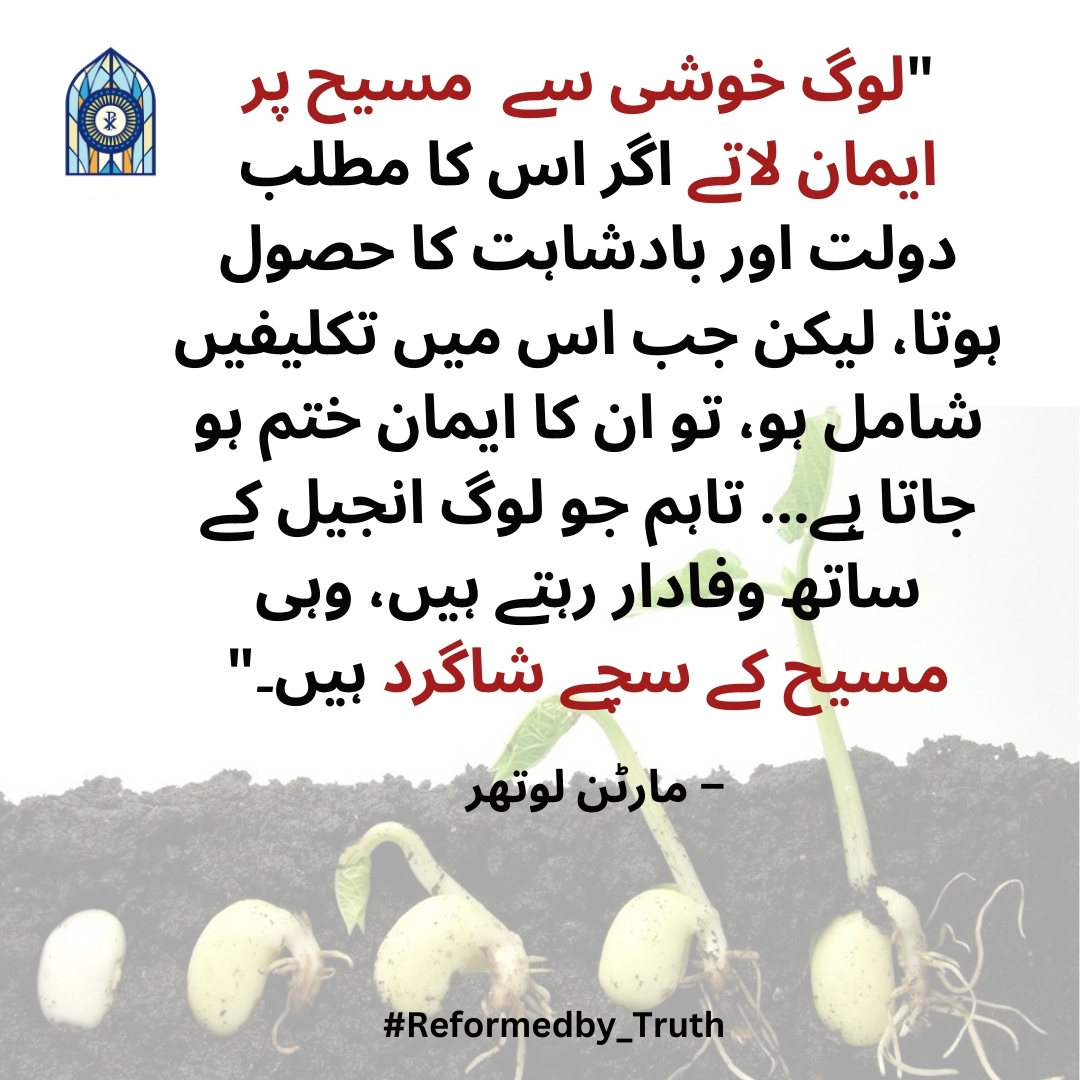 "لوگ خوشی سے مسیح پر
ایمان لاتے اگر اس کا مطلب
دولت اور بادشاہت کا حصول
ہوتا، لیکن جب اس میں تکلیفیں
شامل ہو، تو ان کا ایمان ختم ہو
جاتا ہے... تاہم جو لوگ انجیل کے
ساتھ وفادار رہتے ہیں، وہی
مسیح کے سچے شاگرد ہیں۔"
– مارٹن لوتھر
#Reformedby_Truth